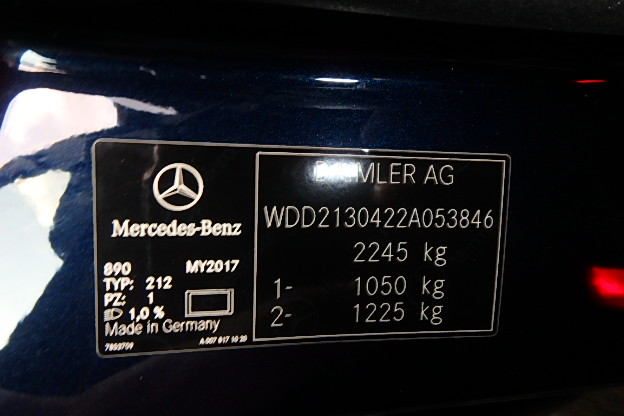 Mercedes-Benz
890 MY2017
TYP: 212
PZ: 1
1,0 %
Made in Germany
DAIMLER AG
WDD2130422A053846
2245 kg
1- 1050 kg
2- 1225 kg